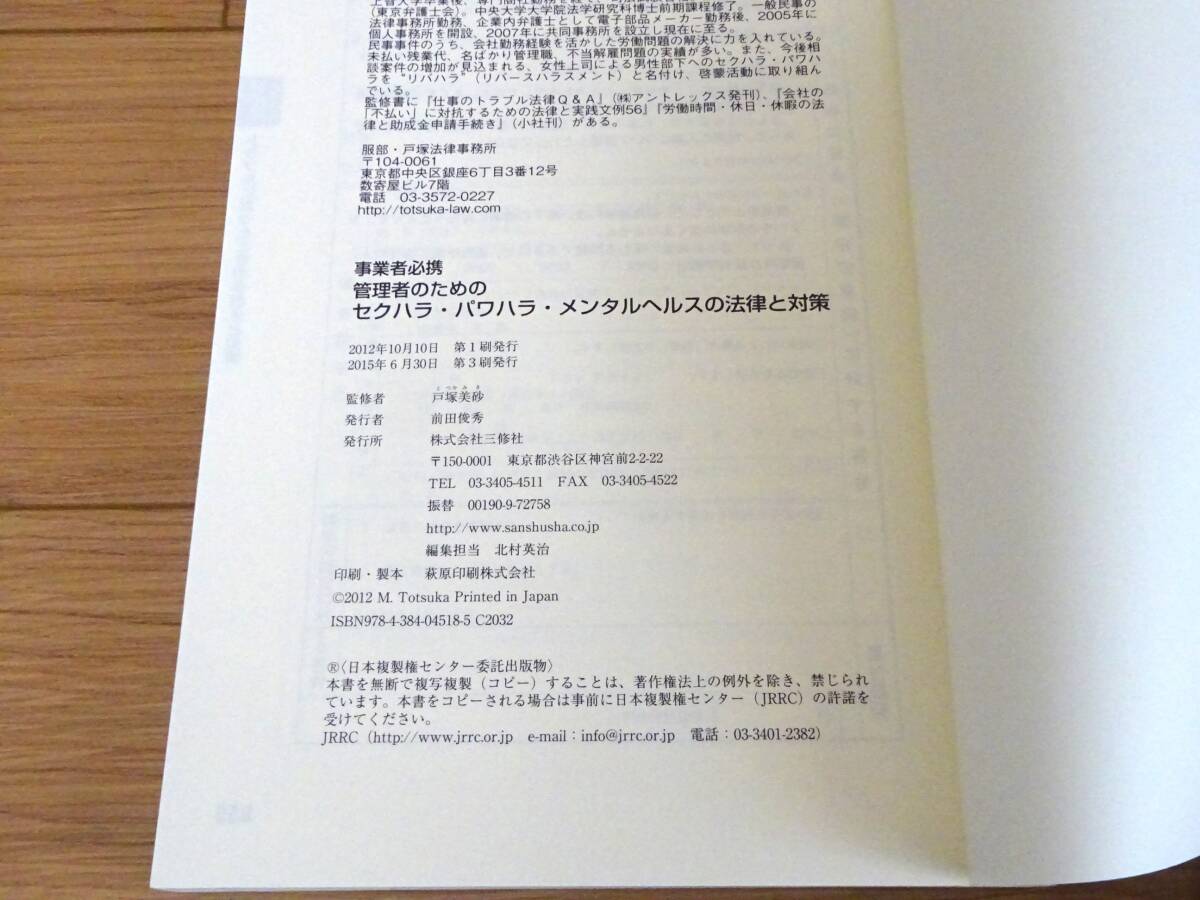 上智大学卒業後、専門商社勤務を経て、司法試験
（東京弁護士会）。中央大学大学院法学研究科博士前期課程修了。一般民事の
法律事務所勤務、企業内弁護士として電子部品メーカー勤務後、2005年に
個人事務所を開設、2007年に共同事務所を設立し現在に至る。
民事事件のうち、会社勤務経験を活かした労働問題の解決に力を入れている。
未払い残業代、名ばかり管理職、不当解雇問題の実績が多い。また、今後相
談案件の増加が見込まれる、女性上司による男性部下へのセクハラ・パワハ
ラを“リバハラ”（リバースハラスメント）と名付け、啓蒙活動に取り組ん
でいる。
監修書に『仕事のトラブル法律Ｑ＆Ａ』（㈱アントレックス発刊）、『会社の
「不払い」に対抗するための法律と実践文例56』『労働時間・休日・休暇の法
律と助成金申請手続き』（小社刊）がある。
服部・戸塚法律事務所
〒104-0061
東京都中央区銀座6丁目3番12号
数寄屋ビル7階
電話　03-3572-0227
http://totsuka-law.com
事業者必携
管理者のための
セクハラ・パワハラ・メンタルヘルスの法律と対策
2012年10月10日　第１刷発行
2015年６月30日　第３刷発行
監修者　戸塚美砂
とつかみさ
発行者　前田俊秀
発行所　株式会社三修社
〒150-0001　東京都渋谷区神宮前2-2-22
TEL　03-3405-4511　FAX　03-3405-4522
振替　00190-9-72758
http://www.sanshusha.co.jp
編集担当　北村英治
印刷・製本　萩原印刷株式会社
©2012 M. Totsuka Printed in Japan
ISBN978-4-384-04518-5 C2032
Ⓡ〈日本複製権センター委託出版物〉
本書を無断で複写複製（コピー）することは、著作権法上の例外を除き、禁じられ
ています。本書をコピーされる場合は事前に日本複製権センター（JRRC）の許諾を
受けてください。
JRRC（http://www.jrrc.or.jp　e-mail：info@jrrc.or.jp　電話：03-3401-2382）